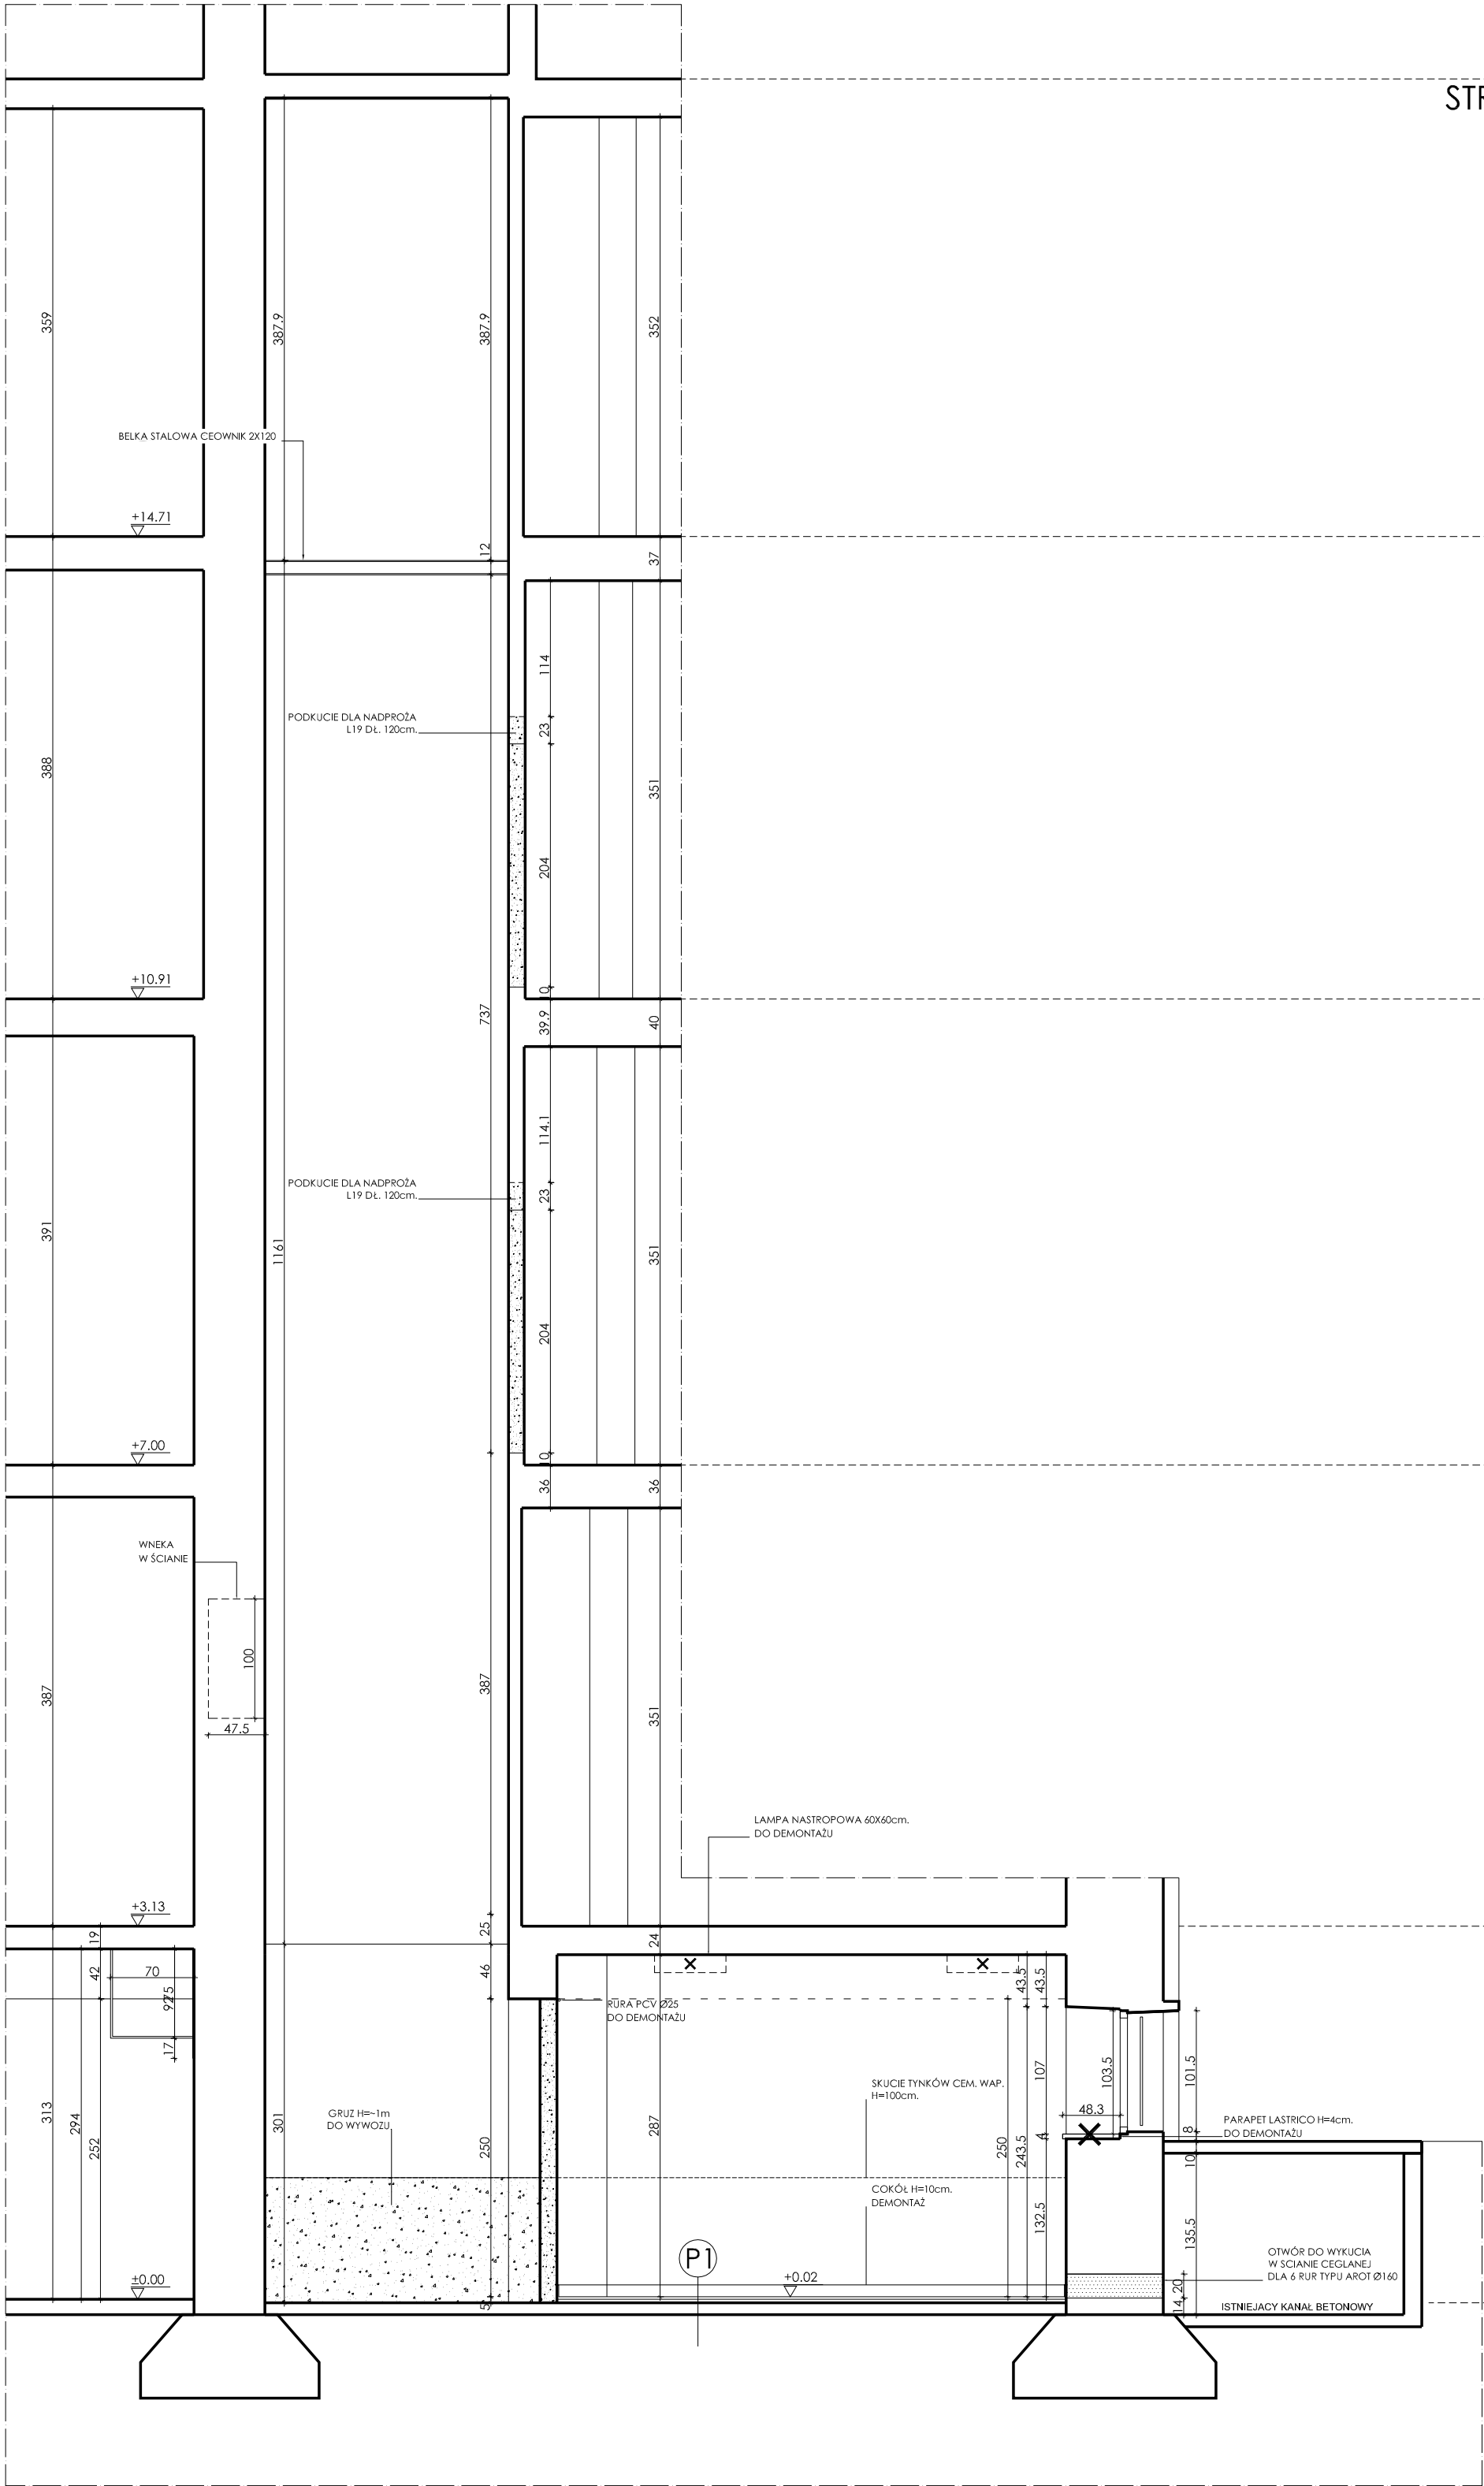 STR
359
387.9
387.9
352
BELKA STALOWA CEOWNIK 2X120
+14.71
12
37
114
PODKUCIE DLA NADPROŻA
L19 DŁ. 120cm.
23
388
351
204
+10.91
10
737
39.9
40
114.1
PODKUCIE DLA NADPROŻA
L19 DŁ. 120cm.
23
391
1161
351
204
+7.00
10
36
36
WNEKA
W ŚCIANIE
100
387
387
351
47.5
LAMPA NASTROPOWA 60X60cm.
DO DEMONTAŻU
+3.13
19
25
24
42
70
46
43.5
43.5
92.5
RURA PCV Ø25
DO DEMONTAŻU
17
107
103.5
101.5
SKUCIE TYNKÓW CEM. WAP.
H=100cm.
48.3
313
294
252
301
GRUZ H=~1m
DO WYWOZU
250
287
250
243.5
4
8
PARAPET LASTRICO H=4cm.
DO DEMONTAŻU
10
COKÓŁ H=10cm.
DEMONTAŻ
132.5
135.5
P1
OTWÓR DO WYKUCIA
W SCIANIE CEGLANEJ
DLA 6 RUR TYPU AROT Ø160
±0.00
+0.02
20
14
5
ISTNIEJACY KANAŁ BETONOWY